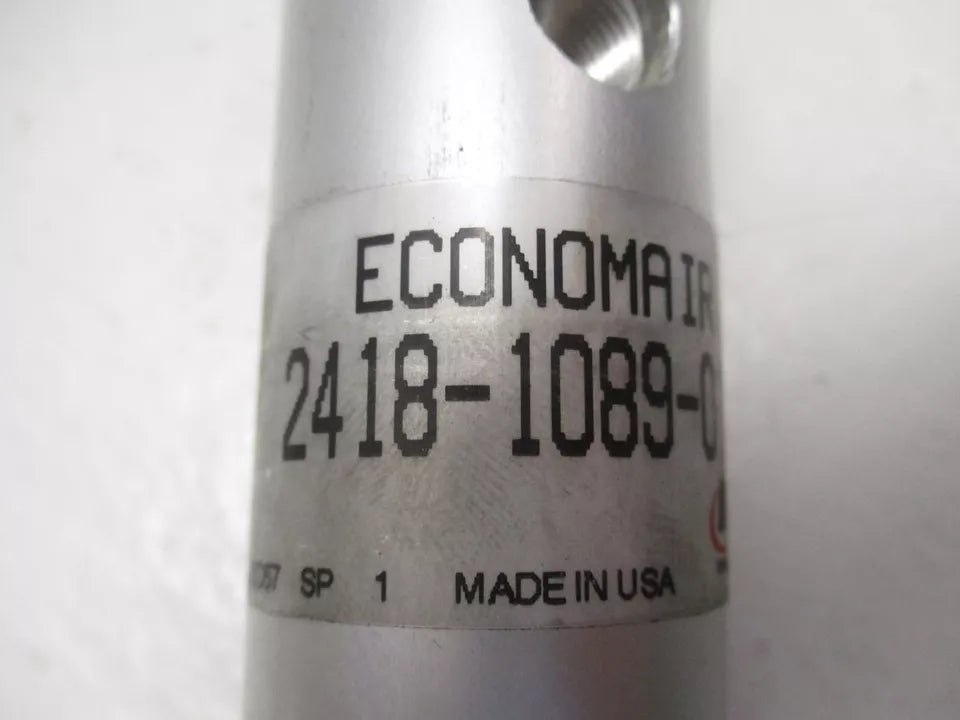 ECONOMAIR
2418-1089-0
SP 1 MADE IN USA